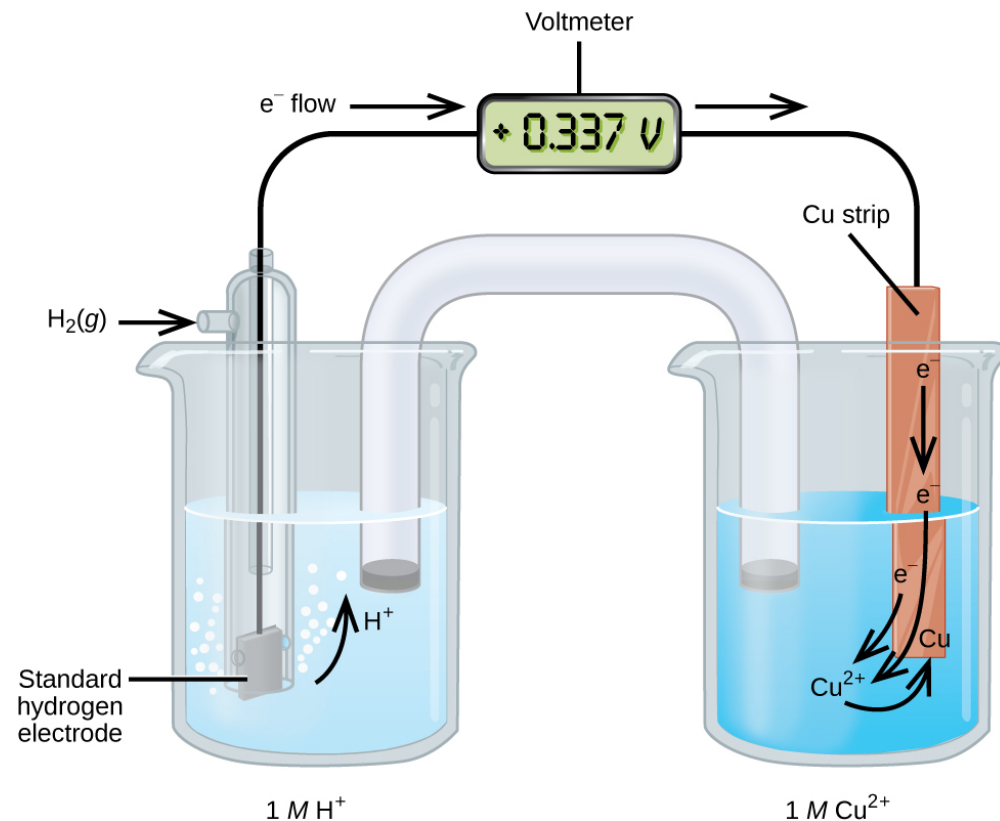 Voltmeter
e⁻ flow
+ 0.337 V
Cu strip
H₂(g)
e⁻
e⁻
e⁻
H⁺
Cu
Standard
hydrogen
electrode
Cu²⁺
1 M H⁺
1 M Cu²⁺